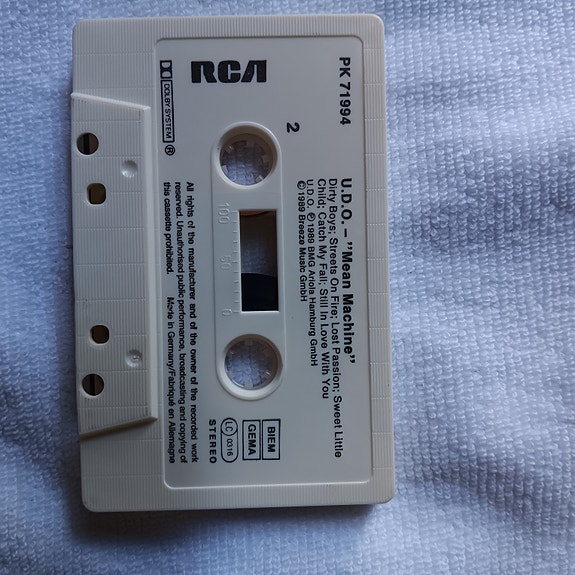 PK 71994
RCA
2
DOLBY SYSTEM ®
U.D.O. – "Mean Machine"
Dirty Boys; Streets On Fire; Lost Passion; Sweet Little
Child; Catch My Fall; Still In Love With You
U.D.O. ℗ 1989 BMG Ariola Hamburg GmbH
© 1989 Breeze Music GmbH
100 50 0
BIEM
GEMA
LC 0316
STEREO
All rights of the manufacturer and of the owner of the recorded work
reserved. Unauthorised public performance, broadcasting and copying of
this cassette prohibited. Made in Germany/Fabriqué en Allemagne